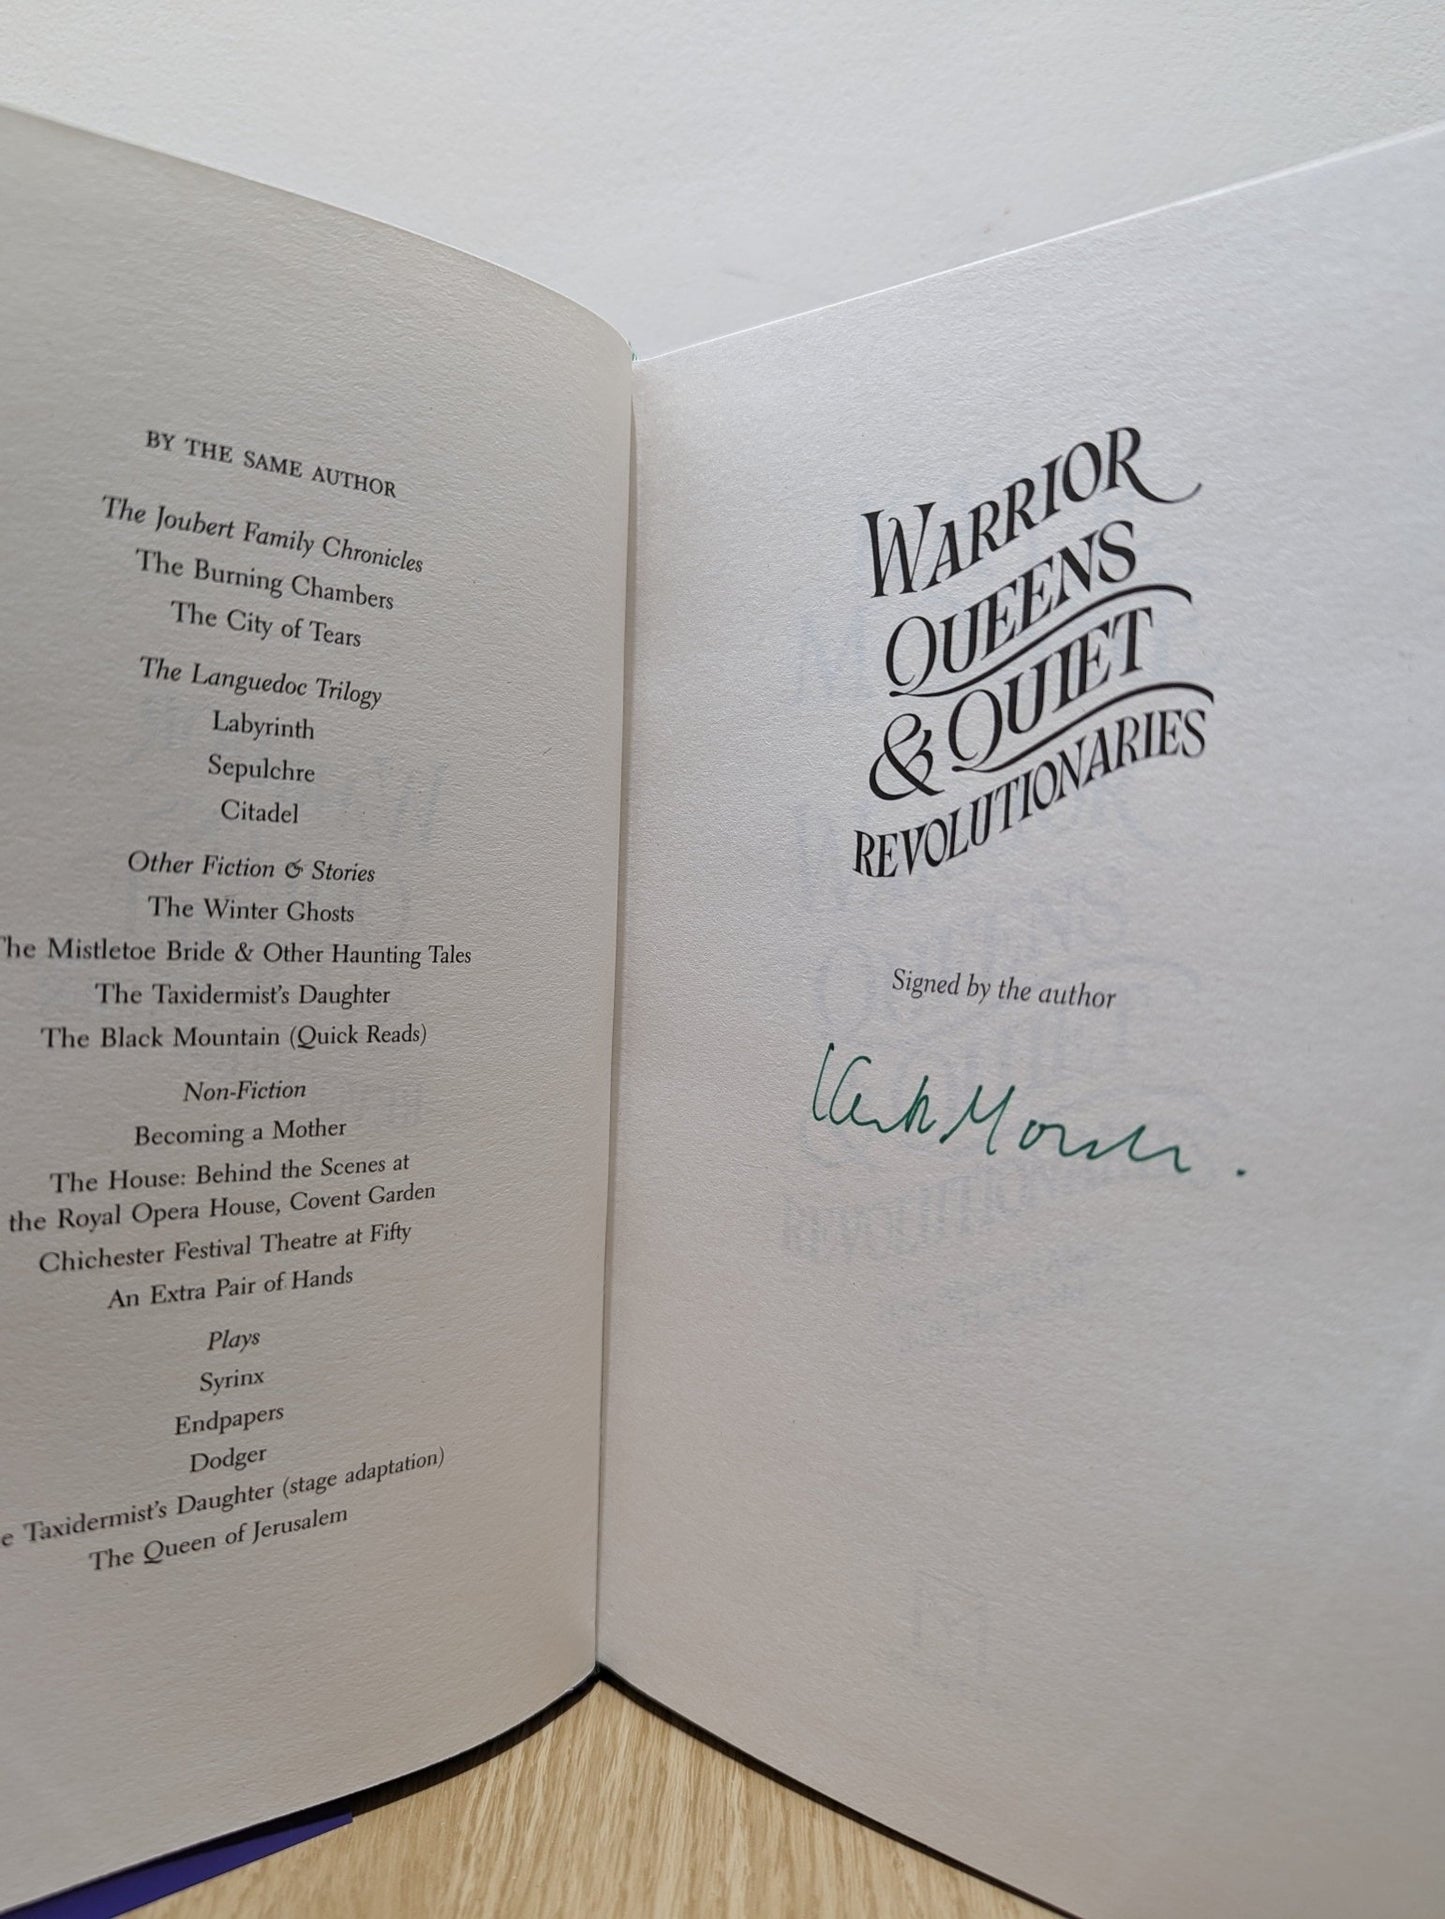 BY THE SAME AUTHOR
The Joubert Family Chronicles
The Burning Chambers
The City of Tears
The Languedoc Trilogy
Labyrinth
Sepulchre
Citadel
Other Fiction & Stories
The Winter Ghosts
The Mistletoe Bride & Other Haunting Tales
The Taxidermist's Daughter
The Black Mountain (Quick Reads)
Non-Fiction
Becoming a Mother
The House: Behind the Scenes at
the Royal Opera House, Covent Garden
Chichester Festival Theatre at Fifty
An Extra Pair of Hands
Plays
Syrinx
Endpapers
Dodger
e Taxidermist's Daughter (stage adaptation)
The Queen of Jerusalem
WARRIOR
QUEENS
& QUIET
REVOLUTIONARIES
Signed by the author